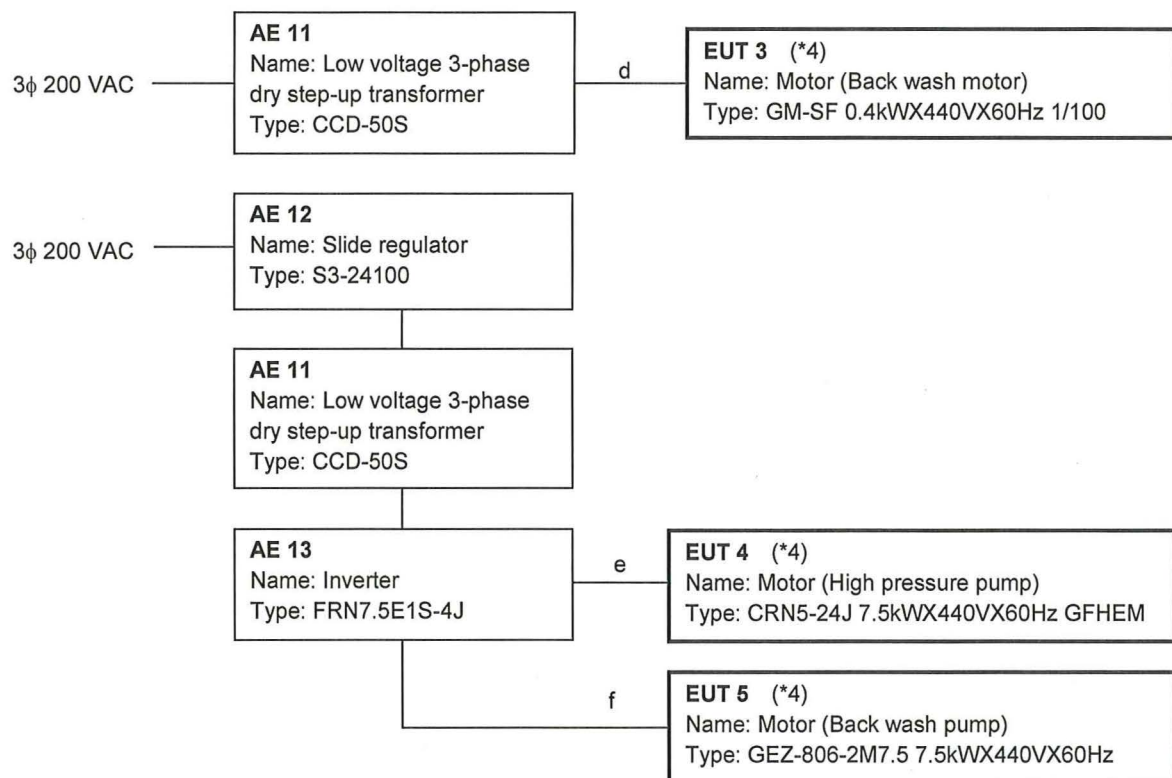 AE 11
Name: Low voltage 3-phase
dry step-up transformer
Type: CCD-50S
3ϕ 200 VAC
d
EUT 3 (*4)
Name: Motor (Back wash motor)
Type: GM-SF 0.4kWX440VX60Hz 1/100
AE 12
Name: Slide regulator
Type: S3-24100
3ϕ 200 VAC
AE 11
Name: Low voltage 3-phase
dry step-up transformer
Type: CCD-50S
AE 13
Name: Inverter
Type: FRN7.5E1S-4J
e
EUT 4 (*4)
Name: Motor (High pressure pump)
Type: CRN5-24J 7.5kWX440VX60Hz GFHEM
f
EUT 5 (*4)
Name: Motor (Back wash pump)
Type: GEZ-806-2M7.5 7.5kWX440VX60Hz